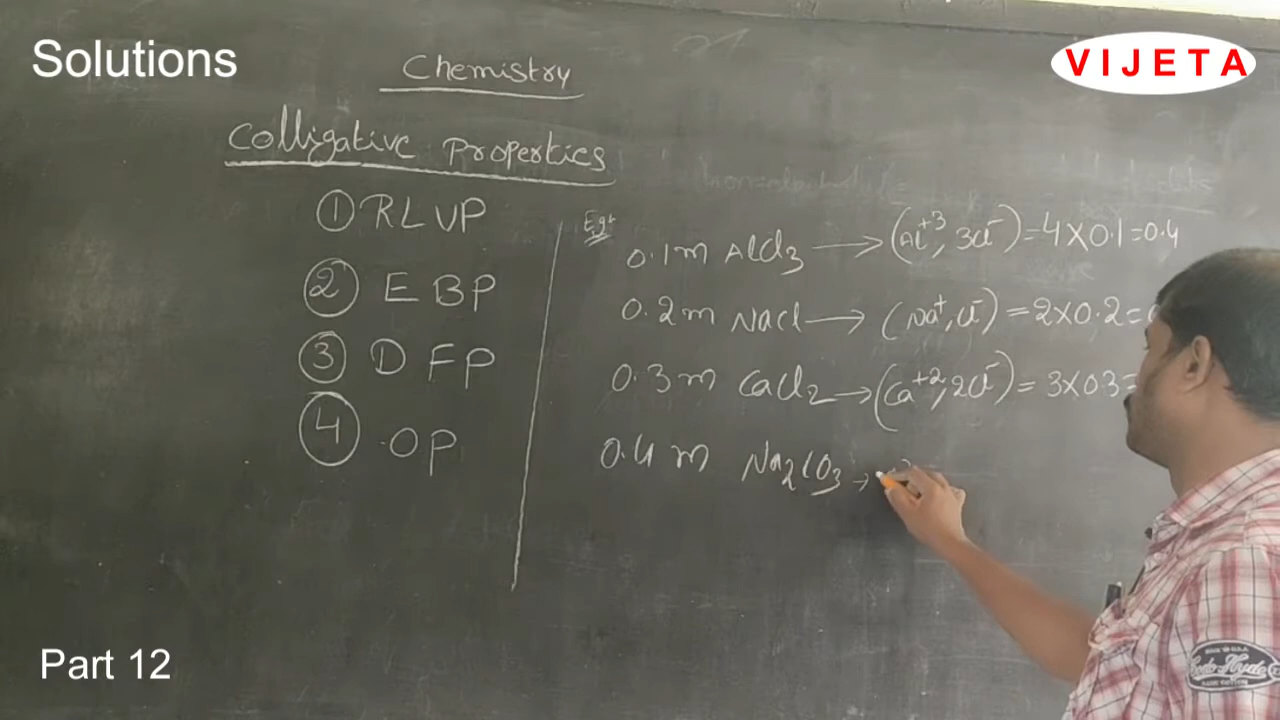 Solutions
VIJETA
Chemistry
Colligative Properties
① RLVP
② EBP
③ DFP
④ OP
Eg:
0.1m AlCl₃ → (Al⁺³, 3Cl⁻) = 4×0.1=0.4
0.2m NaCl → (Na⁺, Cl⁻) = 2×0.2=
0.3m CaCl₂ → (Ca⁺², 2Cl⁻) = 3×0.3=
0.4m Na₂CO₃ →
Part 12